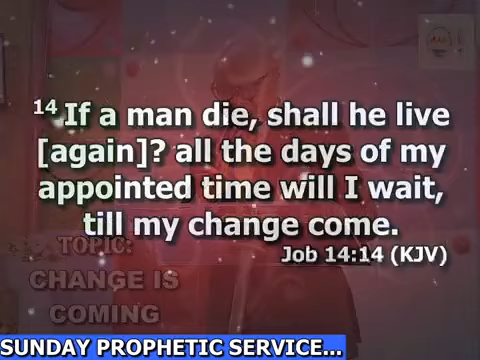 14 If a man die, shall he live
[again]? all the days of my
appointed time will I wait,
till my change come.
Job 14:14 (KJV)
TOPIC:
CHANGE IS
COMING
SUNDAY PROPHETIC SERVICE...